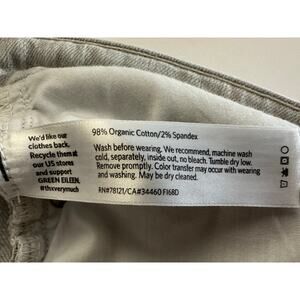 We'd like our
clothes back.
Recycle them at
our US stores
and support
GREEN EILEEN.
#thxverymuch
98% Organic Cotton/2% Spandex
Wash before wearing. We recommend, machine wash
cold, separately, inside out, no bleach. Tumble dry low.
Remove promptly. Color transfer may occur with wearing
and washing. May be dry cleaned.
RN#78121/CA#34460 F168D